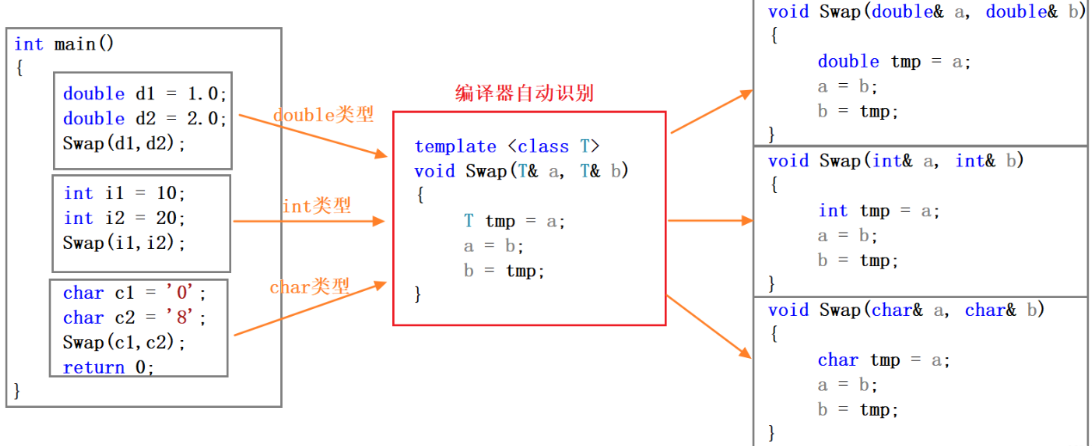 int main()
{
double d1 = 1.0;
double d2 = 2.0;
Swap(d1,d2);
int i1 = 10;
int i2 = 20;
Swap(i1,i2);
char c1 = '0';
char c2 = '8';
Swap(c1,c2);
return 0;
}
double类型
int类型
char类型
编译器自动识别
template <class T>
void Swap(T& a, T& b)
{
T tmp = a;
a = b;
b = tmp;
}
void Swap(double& a, double& b)
{
double tmp = a;
a = b;
b = tmp;
}
void Swap(int& a, int& b)
{
int tmp = a;
a = b;
b = tmp;
}
void Swap(char& a, char& b)
{
char tmp = a;
a = b;
b = tmp;
}